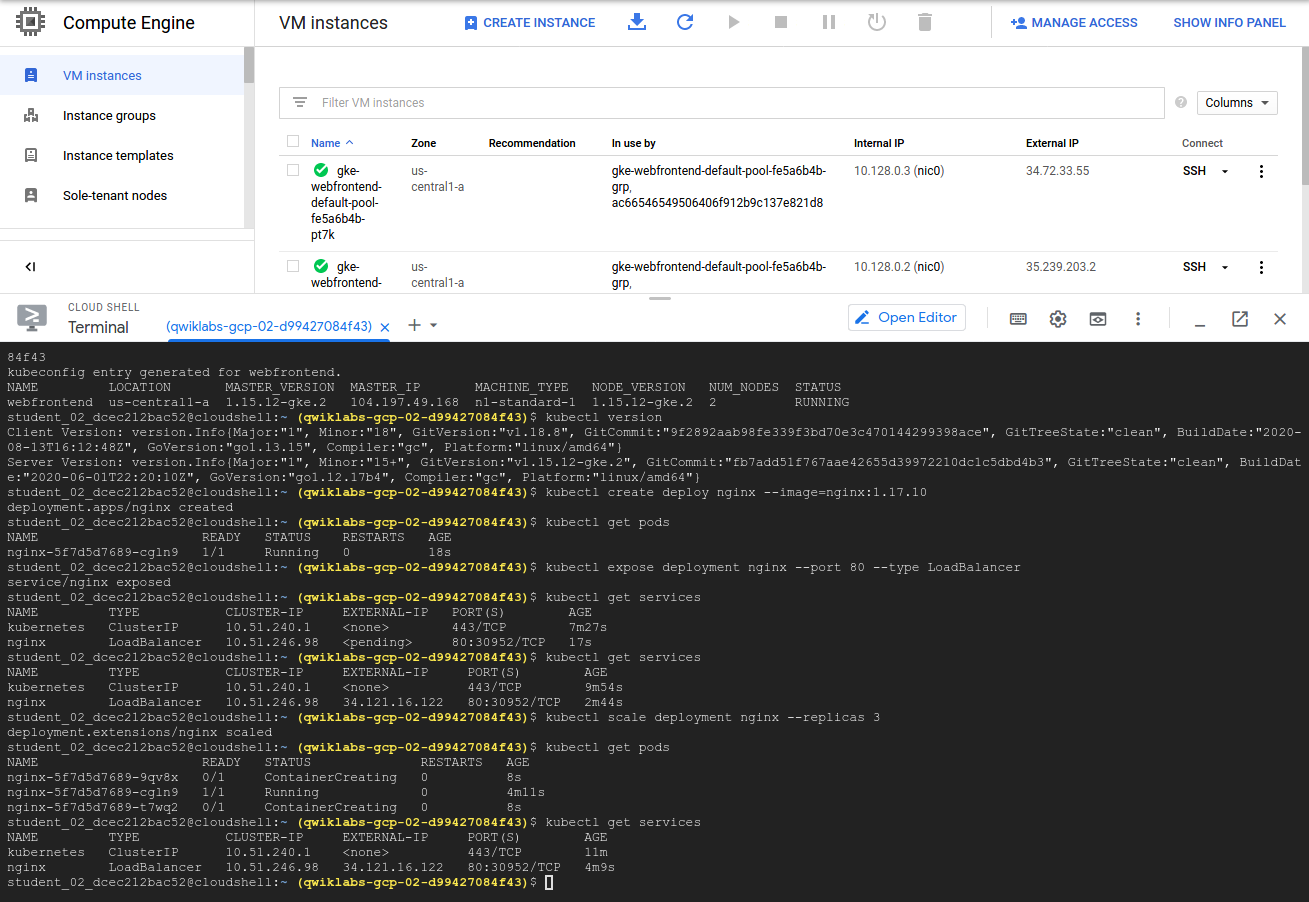 Compute Engine
VM instances
CREATE INSTANCE
MANAGE ACCESS
SHOW INFO PANEL
VM instances
Instance groups
Instance templates
Sole-tenant nodes
Filter VM instances
Columns
Name Zone Recommendation In use by Internal IP External IP Connect
gke-webfrontend-default-pool-fe5a6b4b-pt7k us-central1-a gke-webfrontend-default-pool-fe5a6b4b-grp, ac66546549506406f912b9c137e821d8 10.128.0.3 (nic0) 34.72.33.55 SSH
gke-webfrontend- us-central1-a gke-webfrontend-default-pool-fe5a6b4b-grp, 10.128.0.2 (nic0) 35.239.203.2 SSH
CLOUD SHELL
Terminal
(qwiklabs-gcp-02-d99427084f43)
Open Editor
84f43
kubeconfig entry generated for webfrontend.
NAME LOCATION MASTER_VERSION MASTER_IP MACHINE_TYPE NODE_VERSION NUM_NODES STATUS
webfrontend us-central1-a 1.15.12-gke.2 104.197.49.168 n1-standard-1 1.15.12-gke.2 2 RUNNING
student_02_dcec212bac52@cloudshell:~ (qwiklabs-gcp-02-d99427084f43)$ kubectl version
Client Version: version.Info{Major:"1", Minor:"18", GitVersion:"v1.18.8", GitCommit:"9f2892aab98fe339f3bd70e3c470144299398ace", GitTreeState:"clean", BuildDate:"2020-
08-13T16:12:48Z", GoVersion:"go1.13.15", Compiler:"gc", Platform:"linux/amd64"}
Server Version: version.Info{Major:"1", Minor:"15+", GitVersion:"v1.15.12-gke.2", GitCommit:"fb7add51f767aae42655d39972210dc1c5dbd4b3", GitTreeState:"clean", BuildDat
e:"2020-06-01T22:20:10Z", GoVersion:"go1.12.17b4", Compiler:"gc", Platform:"linux/amd64"}
student_02_dcec212bac52@cloudshell:~ (qwiklabs-gcp-02-d99427084f43)$ kubectl create deploy nginx --image=nginx:1.17.10
deployment.apps/nginx created
student_02_dcec212bac52@cloudshell:~ (qwiklabs-gcp-02-d99427084f43)$ kubectl get pods
NAME READY STATUS RESTARTS AGE
nginx-5f7d5d7689-cgln9 1/1 Running 0 18s
student_02_dcec212bac52@cloudshell:~ (qwiklabs-gcp-02-d99427084f43)$ kubectl expose deployment nginx --port 80 --type LoadBalancer
service/nginx exposed
student_02_dcec212bac52@cloudshell:~ (qwiklabs-gcp-02-d99427084f43)$ kubectl get services
NAME TYPE CLUSTER-IP EXTERNAL-IP PORT(S) AGE
kubernetes ClusterIP 10.51.240.1 <none> 443/TCP 7m27s
nginx LoadBalancer 10.51.246.98 <pending> 80:30952/TCP 17s
student_02_dcec212bac52@cloudshell:~ (qwiklabs-gcp-02-d99427084f43)$ kubectl get services
NAME TYPE CLUSTER-IP EXTERNAL-IP PORT(S) AGE
kubernetes ClusterIP 10.51.240.1 <none> 443/TCP 9m54s
nginx LoadBalancer 10.51.246.98 34.121.16.122 80:30952/TCP 2m44s
student_02_dcec212bac52@cloudshell:~ (qwiklabs-gcp-02-d99427084f43)$ kubectl scale deployment nginx --replicas 3
deployment.extensions/nginx scaled
student_02_dcec212bac52@cloudshell:~ (qwiklabs-gcp-02-d99427084f43)$ kubectl get pods
NAME READY STATUS RESTARTS AGE
nginx-5f7d5d7689-9qv8x 0/1 ContainerCreating 0 8s
nginx-5f7d5d7689-cgln9 1/1 Running 0 4m11s
nginx-5f7d5d7689-t7wq2 0/1 ContainerCreating 0 8s
student_02_dcec212bac52@cloudshell:~ (qwiklabs-gcp-02-d99427084f43)$ kubectl get services
NAME TYPE CLUSTER-IP EXTERNAL-IP PORT(S) AGE
kubernetes ClusterIP 10.51.240.1 <none> 443/TCP 11m
nginx LoadBalancer 10.51.246.98 34.121.16.122 80:30952/TCP 4m9s
student_02_dcec212bac52@cloudshell:~ (qwiklabs-gcp-02-d99427084f43)$